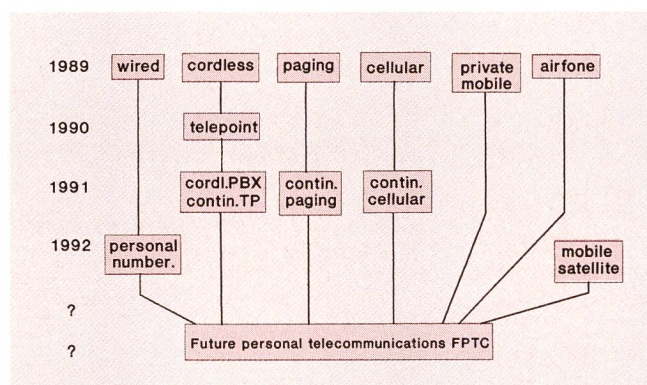 1989 wired cordless paging cellular private mobile airfone
1990 telepoint
1991 cordl.PBX contin.TP contin. paging contin. cellular
1992 personal number. mobile satellite
?
? Future personal telecommunications FPTC